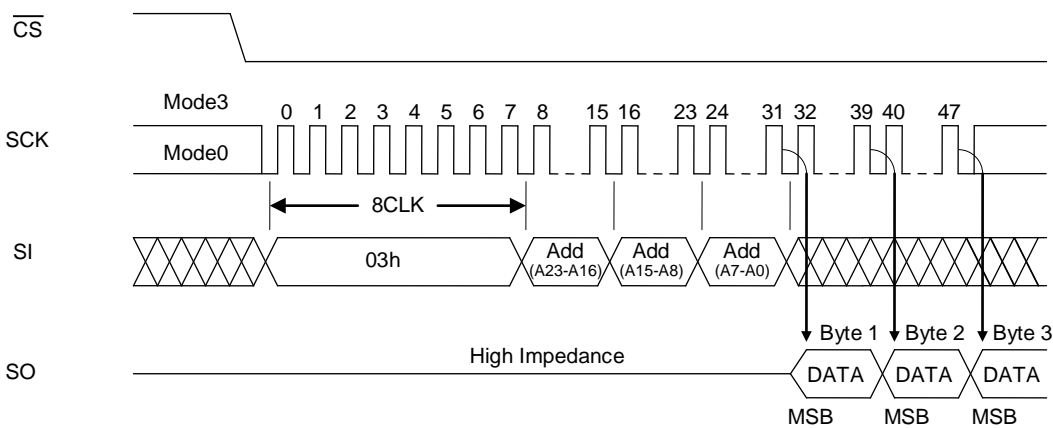 CS
Mode3
0 1 2 3 4 5 6 7 8 15 16 23 24 31 32 39 40 47
SCK
Mode0
8CLK
SI
03h
Add
(A23-A16)
Add
(A15-A8)
Add
(A7-A0)
High Impedance
Byte 1
Byte 2
Byte 3
SO
DATA
DATA
DATA
MSB
MSB
MSB